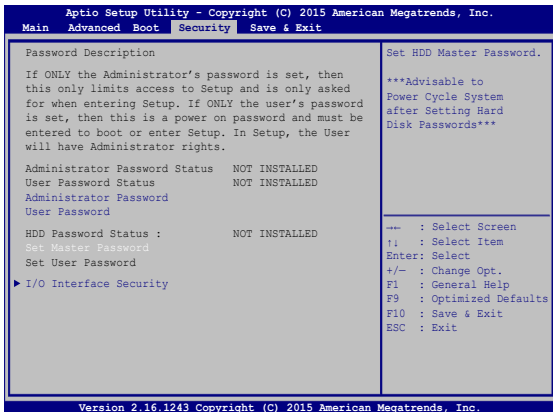 Aptio Setup Utility - Copyright (C) 2015 American Megatrends, Inc.
Main Advanced Boot Security Save & Exit
Password Description
If ONLY the Administrator's password is set, then
this only limits access to Setup and is only asked
for when entering Setup. If ONLY the user's password
is set, then this is a power on password and must be
entered to boot or enter Setup. In Setup, the User
will have Administrator rights.
Administrator Password Status NOT INSTALLED
User Password Status NOT INSTALLED
Administrator Password
User Password
HDD Password Status : NOT INSTALLED
Set Master Password
Set User Password
I/O Interface Security
Set HDD Master Password.
***Advisable to
Power Cycle System
after Setting Hard
Disk Passwords***
→← : Select Screen
↑↓ : Select Item
Enter: Select
+/— : Change Opt.
F1 : General Help
F9 : Optimized Defaults
F10 : Save & Exit
ESC : Exit
Version 2.16.1243 Copyright (C) 2015 American Megatrends, Inc.